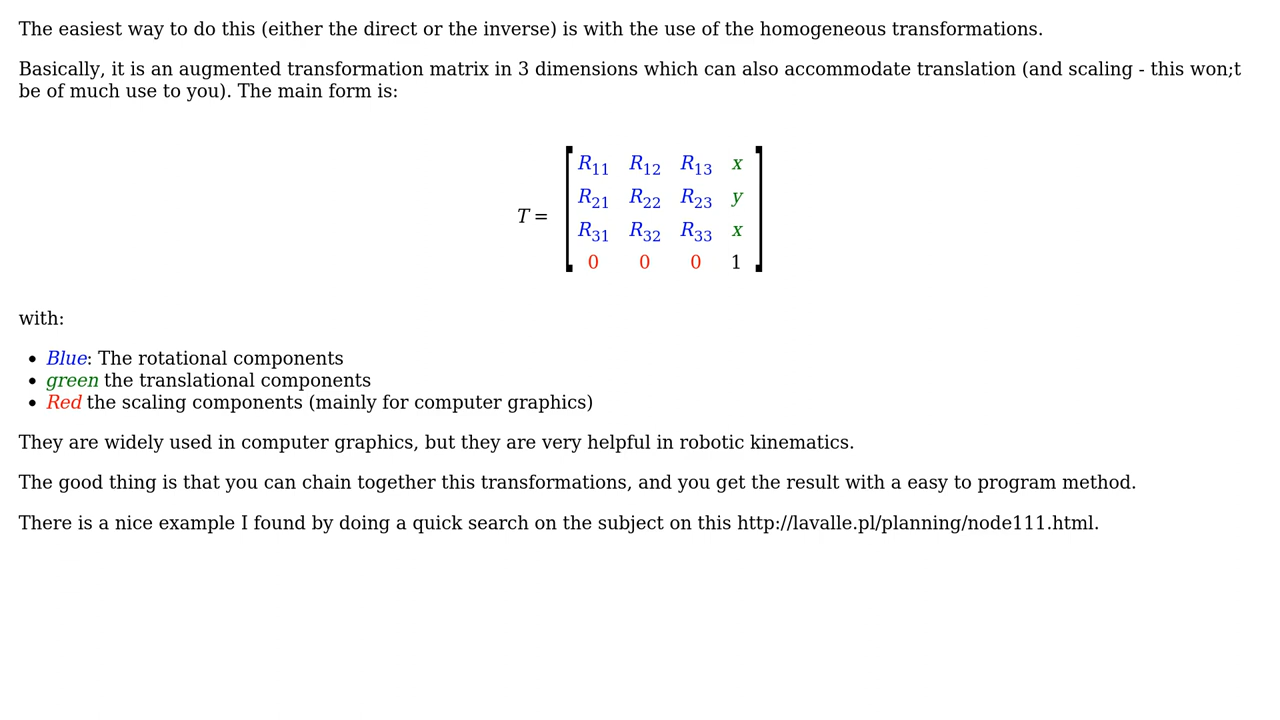 The easiest way to do this (either the direct or the inverse) is with the use of the homogeneous transformations.
Basically, it is an augmented transformation matrix in 3 dimensions which can also accommodate translation (and scaling - this won;t
be of much use to you). The main form is:
T = [ R11 R12 R13 x
R21 R22 R23 y
R31 R32 R33 x
0 0 0 1 ]
with:
• Blue: The rotational components
• green the translational components
• Red the scaling components (mainly for computer graphics)
They are widely used in computer graphics, but they are very helpful in robotic kinematics.
The good thing is that you can chain together this transformations, and you get the result with a easy to program method.
There is a nice example I found by doing a quick search on the subject on this http://lavalle.pl/planning/node111.html.